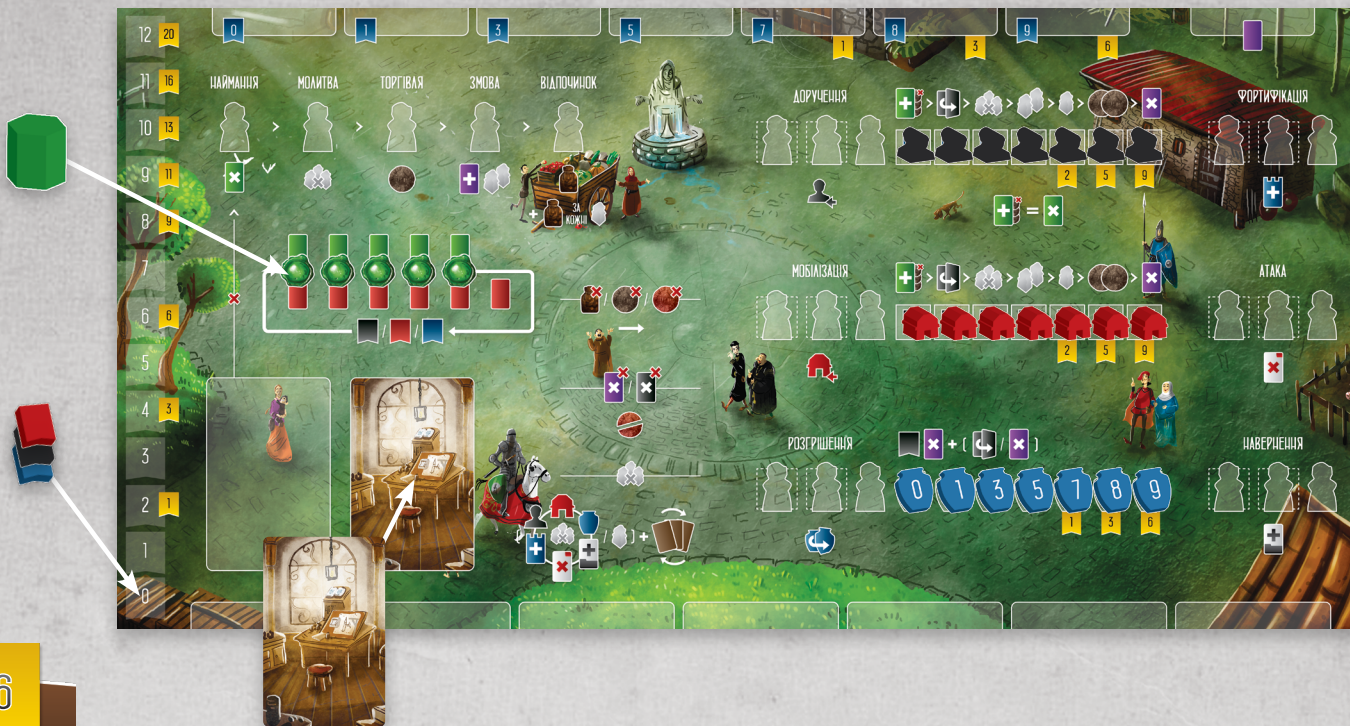 12 20
0 1 3 5 7 8 9
1 3 6
11 16
НАЙМАННЯ МОЛИТВА ТОРГІВЛЯ ЗМОВА ВІДПОЧИНОК
ДОРУЧЕННЯ
ФОРТИФІКАЦІЯ
10 13
9 11
2 5 9
8 9
ЗА
КОЖНІ
7
МОБІЛІЗАЦІЯ
АТАКА
6 6
5
2 5 9
4 3
3
РОЗГРІШЕННЯ
НАВЕРНЕННЯ
2 1
0 1 3 5 7 8 9
1 3 6
1
0
6